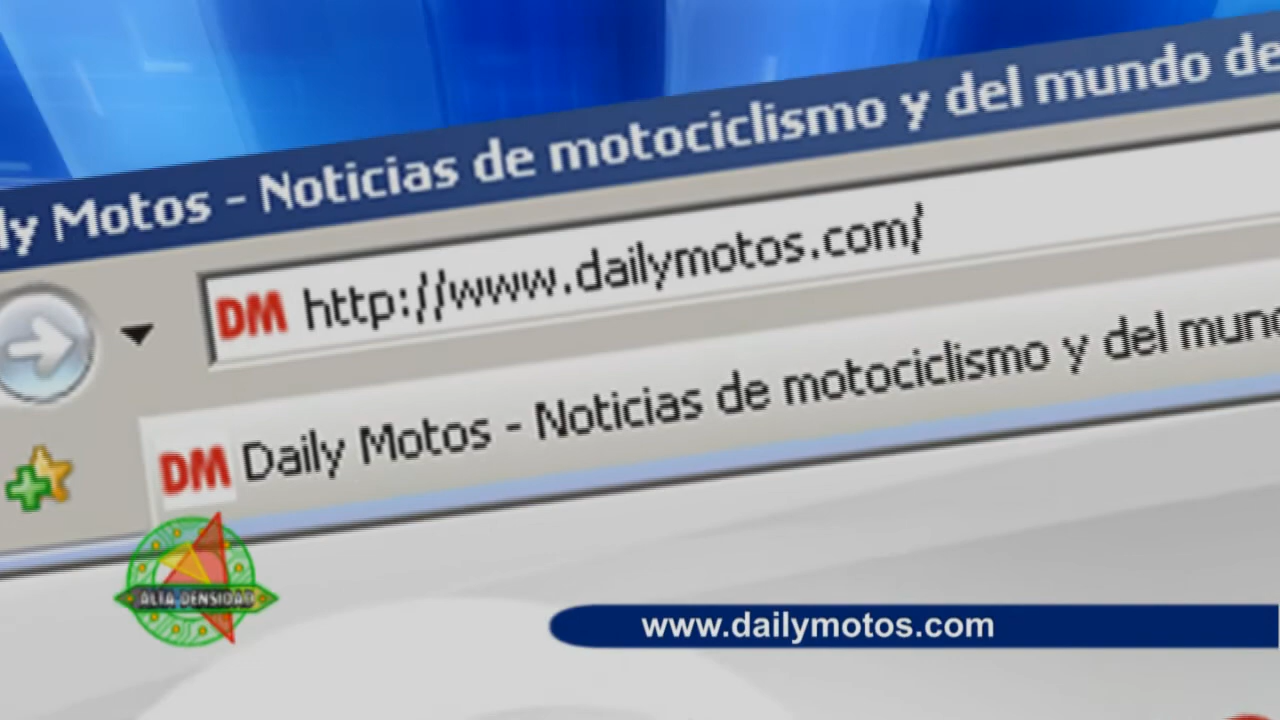 ly Motos - Noticias de motociclismo y del mundo de
DM http://www.dailymotos.com/
DM Daily Motos - Noticias de motociclismo y del mund
ALTA DENSIDAD
www.dailymotos.com